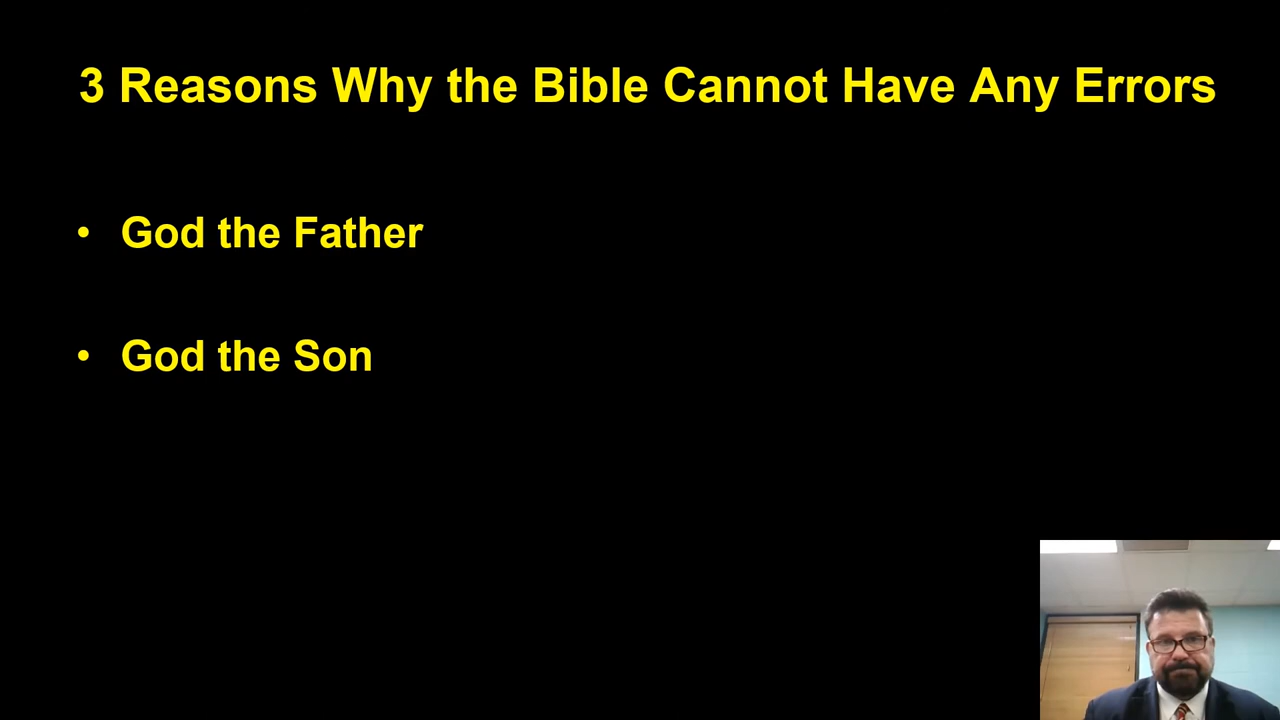 3 Reasons Why the Bible Cannot Have Any Errors
• God the Father
• God the Son